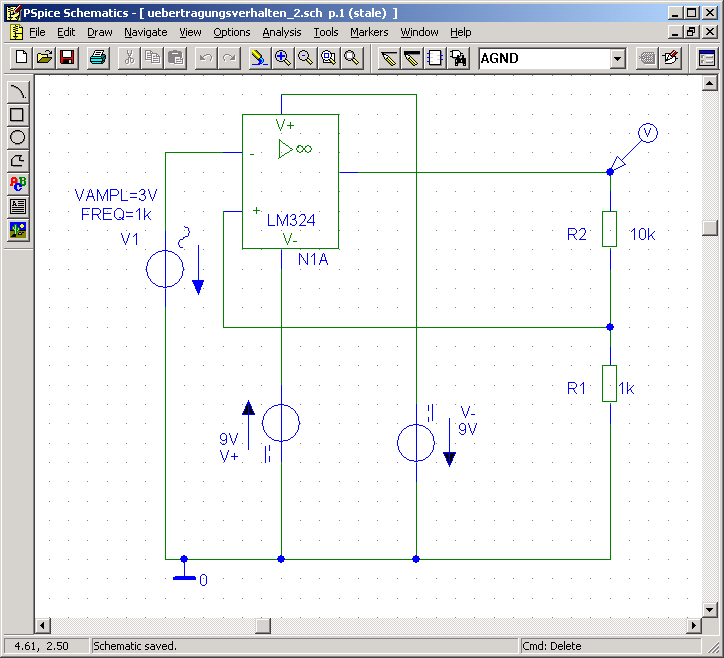 PSpice Schematics - [ uebertragungsverhalten_2.sch  p.1 (stale)  ]
File Edit Draw Navigate View Options Analysis Tools Markers Window Help
AGND
V
V+
∞
-
VAMPL=3V
FREQ=1k
+
LM324
V-
V1
N1A
R2 10k
R1 1k
V-
9V
9V
V+
0
4.61, 2.50 Schematic saved. Cmd: Delete